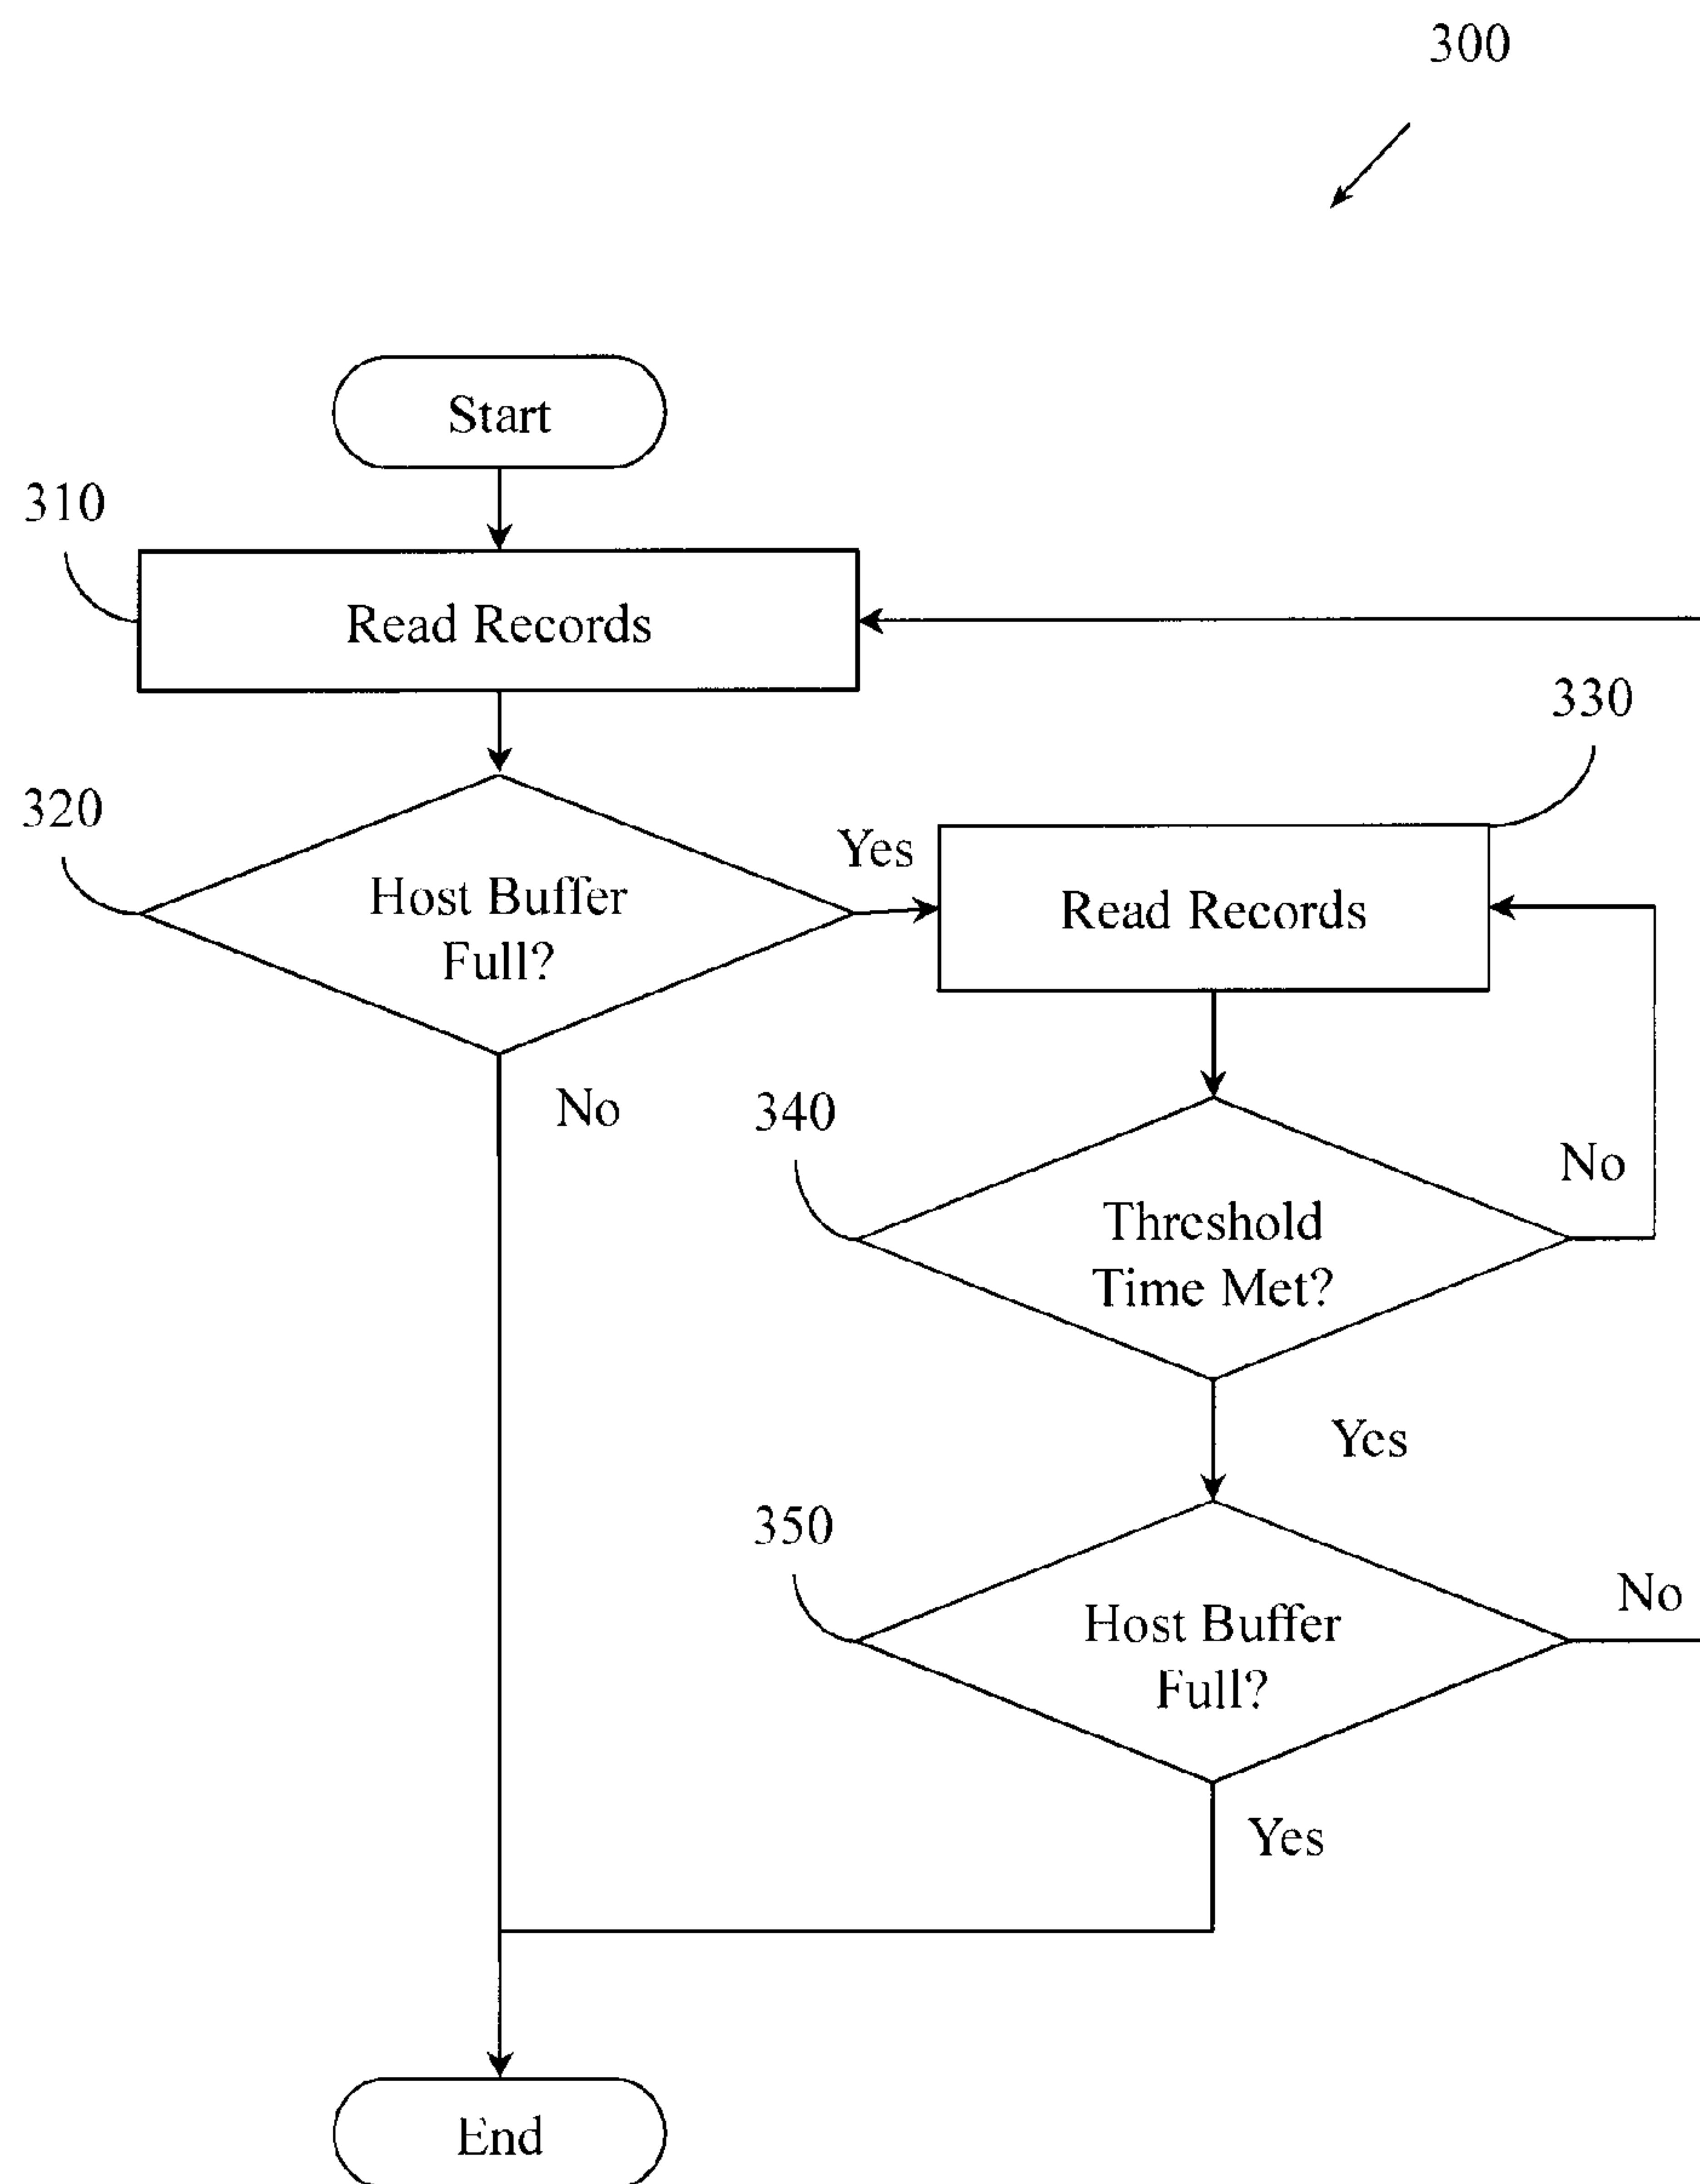 300
Start
310
Read Records
330
320
Yes
Host Buffer
Full?
Read Records
No
340
No
Threshold
Time Met?
Yes
350
No
Host Buffer
Full?
Yes
End